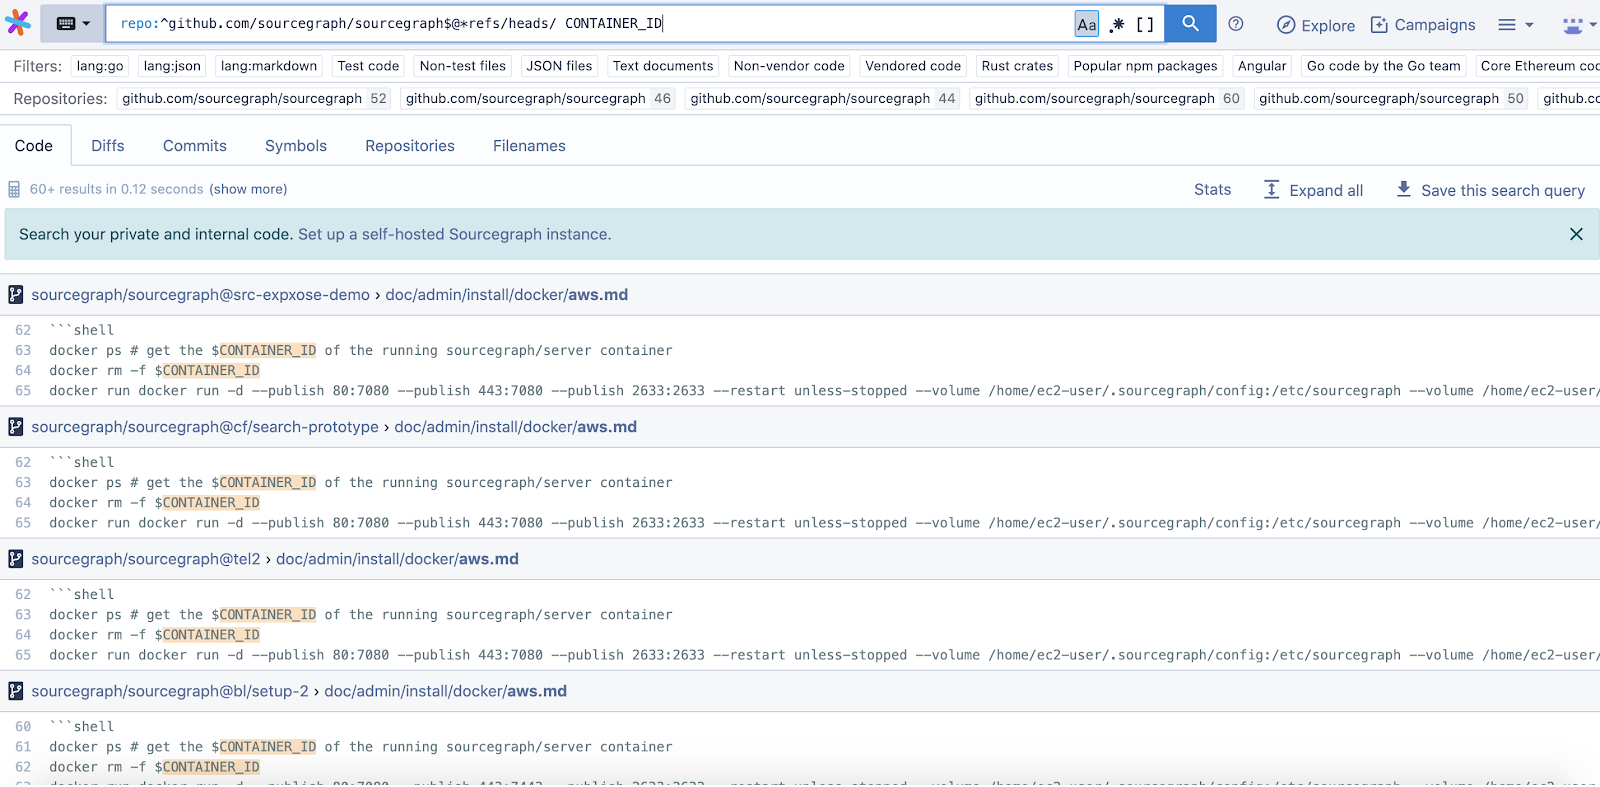 repo:^github.com/sourcegraph/sourcegraph$@*refs/heads/ CONTAINER_ID Aa .* [ ] Explore Campaigns
Filters: lang:go lang:json lang:markdown Test code Non-test files JSON files Text documents Non-vendor code Vendored code Rust crates Popular npm packages Angular Go code by the Go team Core Ethereum
Repositories: github.com/sourcegraph/sourcegraph 52 github.com/sourcegraph/sourcegraph 46 github.com/sourcegraph/sourcegraph 44 github.com/sourcegraph/sourcegraph 60 github.com/sourcegraph/sourcegraph 50
Code Diffs Commits Symbols Repositories Filenames
60+ results in 0.12 seconds (show more) Stats Expand all Save this search query
Search your private and internal code. Set up a self-hosted Sourcegraph instance.
sourcegraph/sourcegraph@src-expxose-demo › doc/admin/install/docker/aws.md
62 ```shell
63 docker ps # get the $CONTAINER_ID of the running sourcegraph/server container
64 docker rm -f $CONTAINER_ID
65 docker run docker run -d --publish 80:7080 --publish 443:7080 --publish 2633:2633 --restart unless-stopped --volume /home/ec2-user/.sourcegraph/config:/etc/sourcegraph --volume /home/ec2-user/
sourcegraph/sourcegraph@cf/search-prototype › doc/admin/install/docker/aws.md
62 ```shell
63 docker ps # get the $CONTAINER_ID of the running sourcegraph/server container
64 docker rm -f $CONTAINER_ID
65 docker run docker run -d --publish 80:7080 --publish 443:7080 --publish 2633:2633 --restart unless-stopped --volume /home/ec2-user/.sourcegraph/config:/etc/sourcegraph --volume /home/ec2-user/
sourcegraph/sourcegraph@tel2 › doc/admin/install/docker/aws.md
62 ```shell
63 docker ps # get the $CONTAINER_ID of the running sourcegraph/server container
64 docker rm -f $CONTAINER_ID
65 docker run docker run -d --publish 80:7080 --publish 443:7080 --publish 2633:2633 --restart unless-stopped --volume /home/ec2-user/.sourcegraph/config:/etc/sourcegraph --volume /home/ec2-user/
sourcegraph/sourcegraph@bl/setup-2 › doc/admin/install/docker/aws.md
60 ```shell
61 docker ps # get the $CONTAINER_ID of the running sourcegraph/server container
62 docker rm -f $CONTAINER_ID